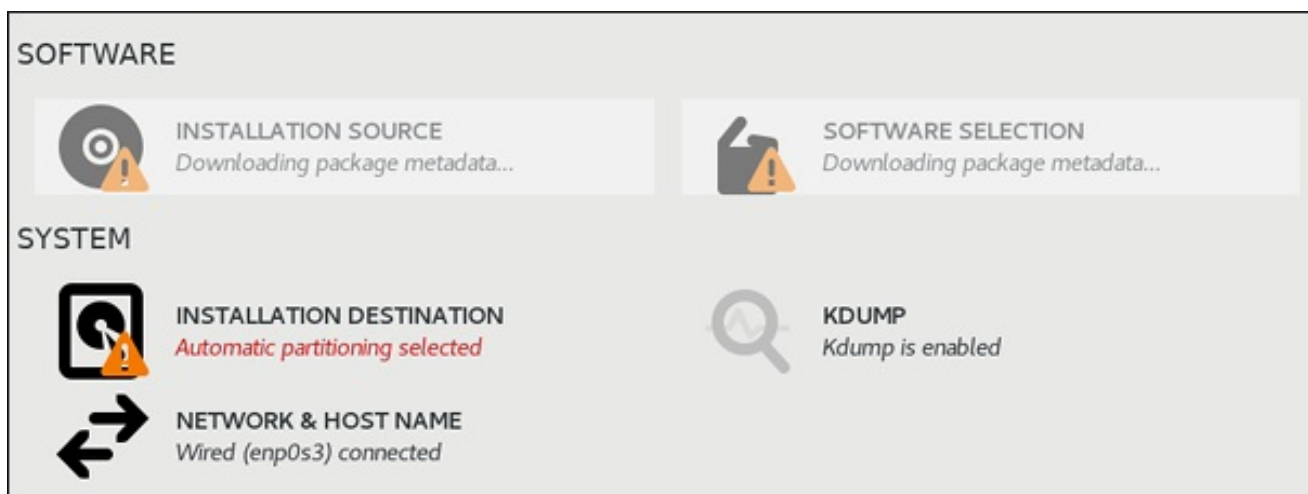 SOFTWARE
INSTALLATION SOURCE
Downloading package metadata...
SOFTWARE SELECTION
Downloading package metadata...
SYSTEM
INSTALLATION DESTINATION
Automatic partitioning selected
KDUMP
Kdump is enabled
NETWORK & HOST NAME
Wired (enp0s3) connected